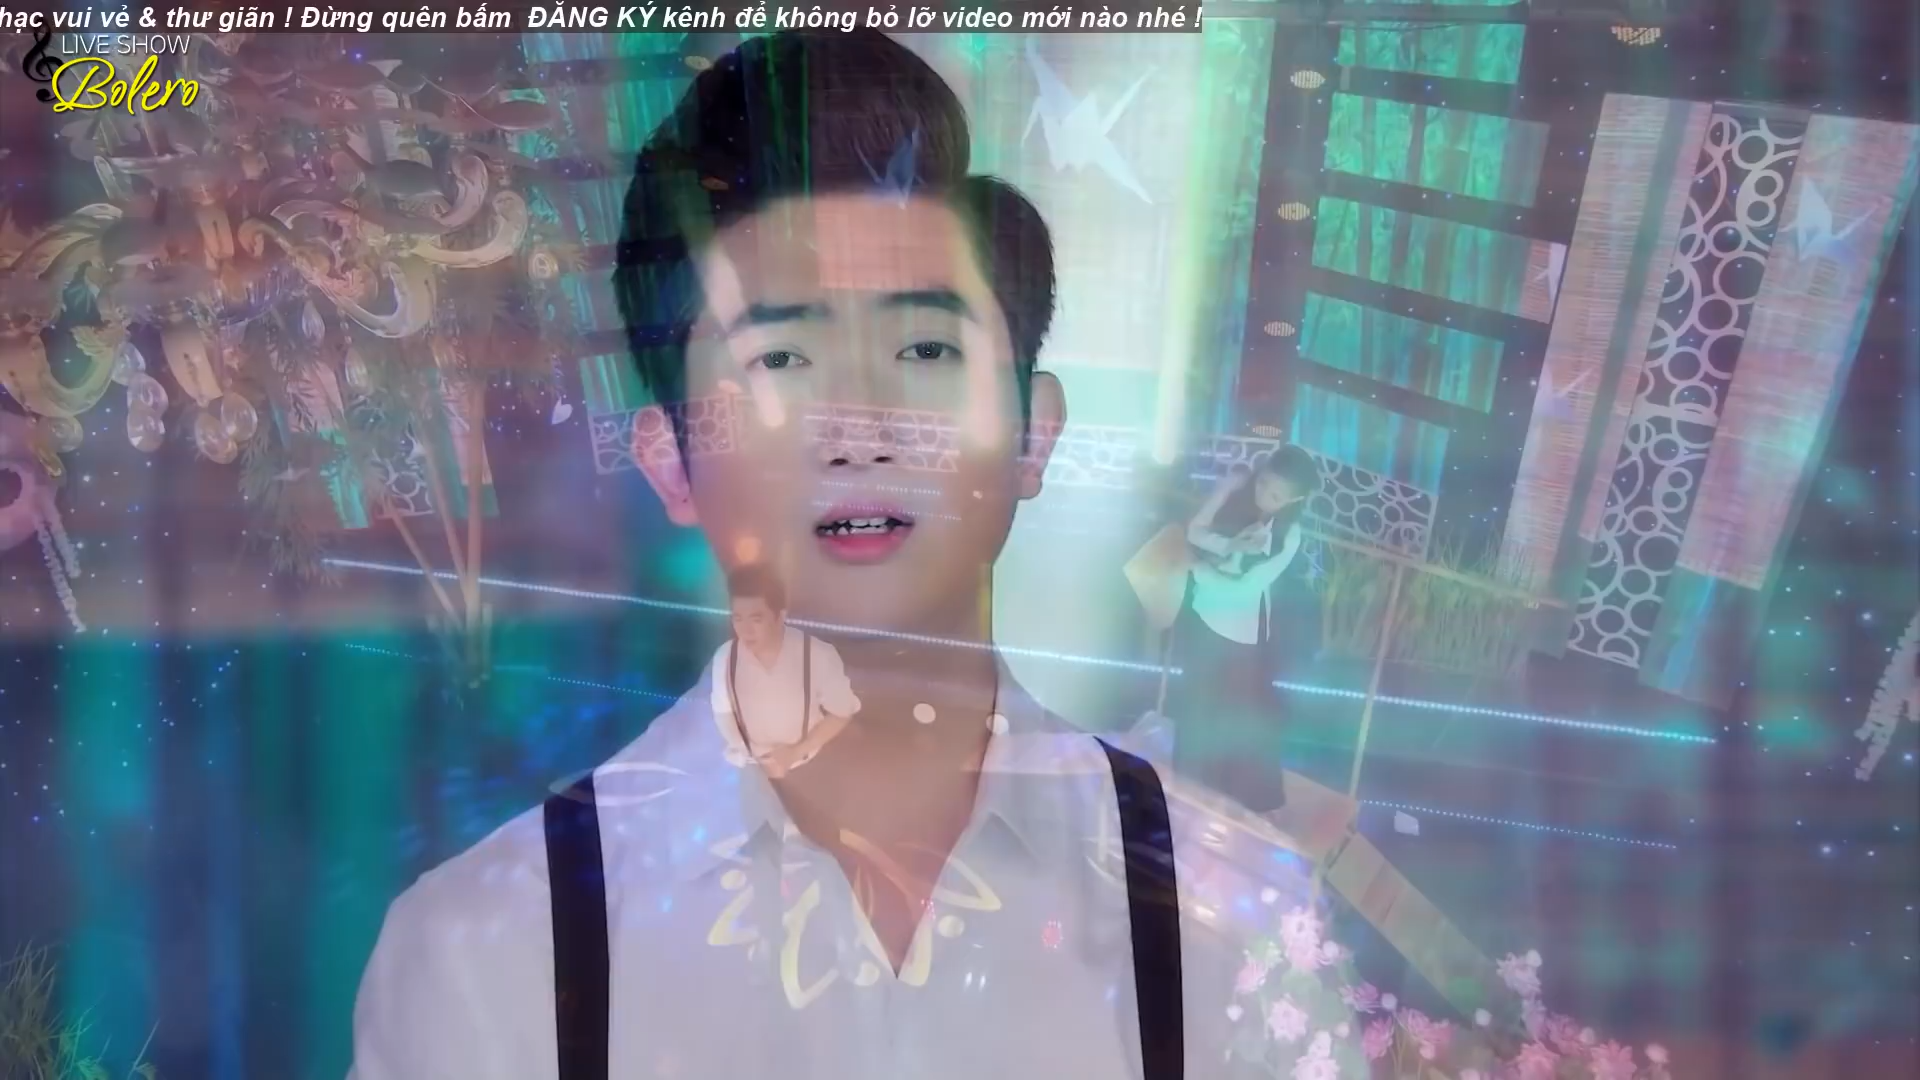 hạc vui vẻ & thư giãn ! Đừng quên bấm ĐĂNG KÝ kênh để không bỏ lỡ video mới nào nhé !
LIVE SHOW
Bolero